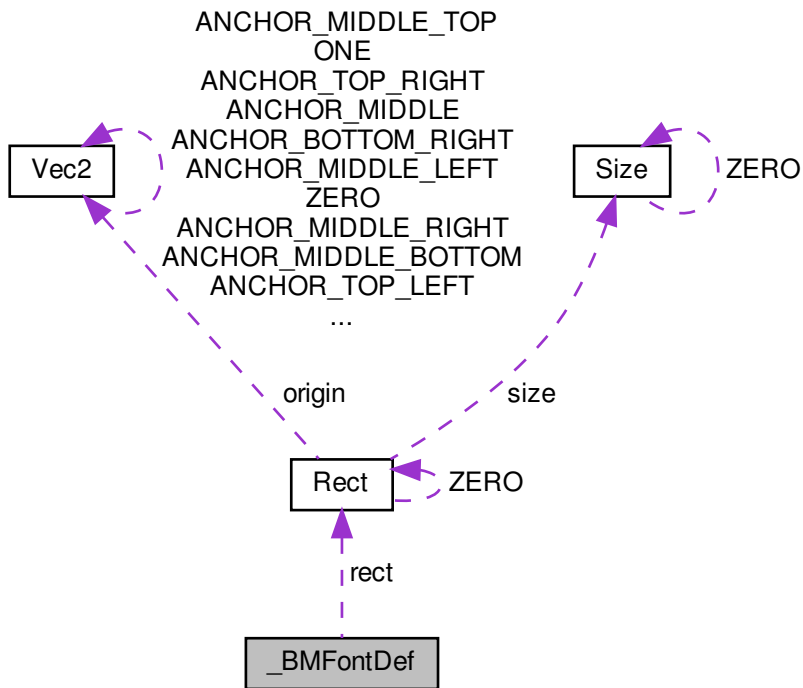 ANCHOR_MIDDLE_TOP
ONE
ANCHOR_TOP_RIGHT
ANCHOR_MIDDLE
ANCHOR_BOTTOM_RIGHT
ANCHOR_MIDDLE_LEFT
ZERO
ANCHOR_MIDDLE_RIGHT
ANCHOR_MIDDLE_BOTTOM
ANCHOR_TOP_LEFT
...
Vec2
Size
ZERO
origin
size
Rect
ZERO
rect
_BMFontDef